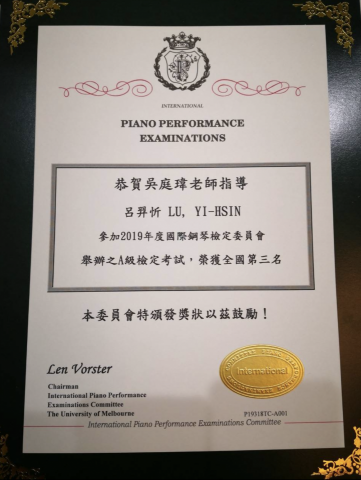 INTERNATIONAL
PIANO PERFORMANCE
EXAMINATIONS
恭賀吳庭瑋老師指導
呂羿忻 LU, YI-HSIN
參加2019年度國際鋼琴檢定委員會
舉辦之A級檢定考試，榮獲全國第三名
本委員會特頒發獎狀以茲鼓勵！
Len Vorster
Chairman
International Piano Performance
Examinations Committee
The University of Melbourne
International
P1931RTC-A001
International Piano Performance Examinations Committee